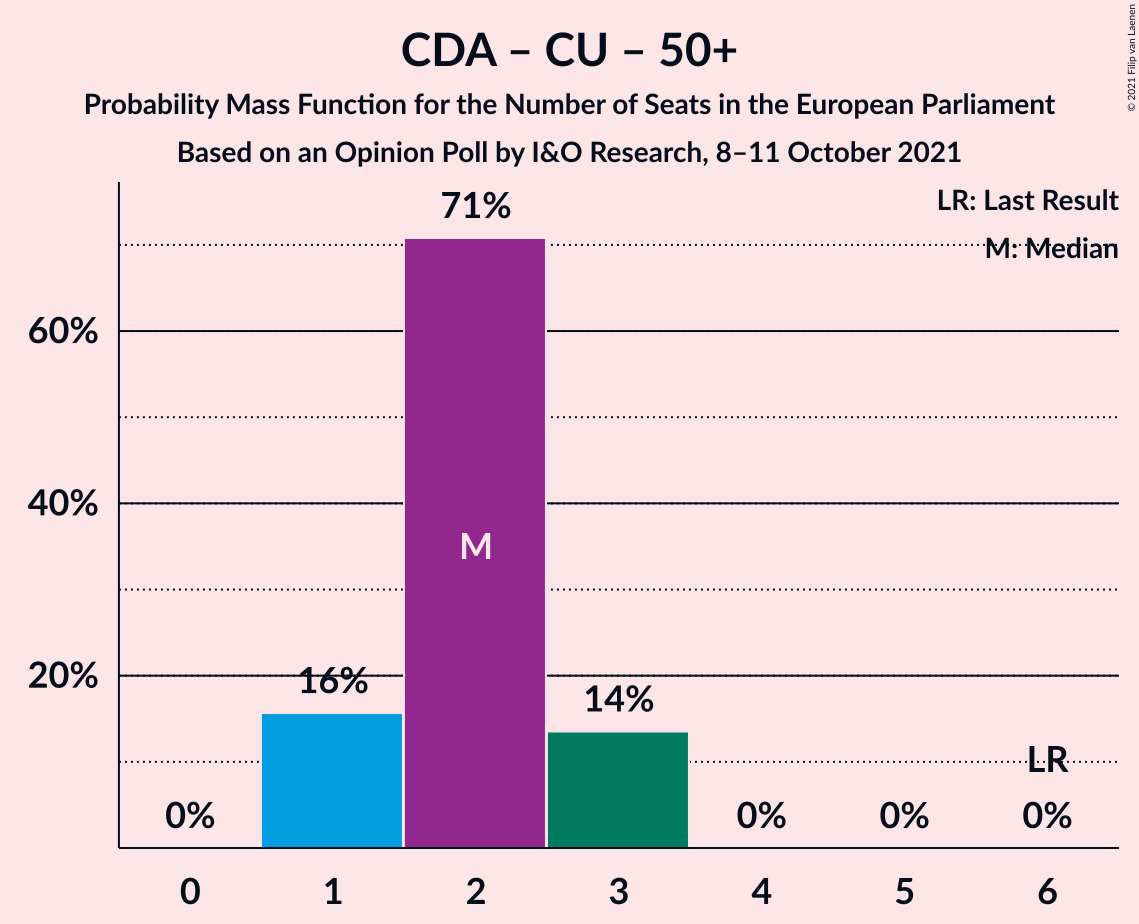 CDA – CU – 50+
Probability Mass Function for the Number of Seats in the European Parliament
Based on an Opinion Poll by I&O Research, 8–11 October 2021
© 2021 Filip van Laenen
LR: Last Result
M: Median
71%
60%
40%
M
20%
16%
14%
LR
0%
0%
0%
0%
0
1
2
3
4
5
6